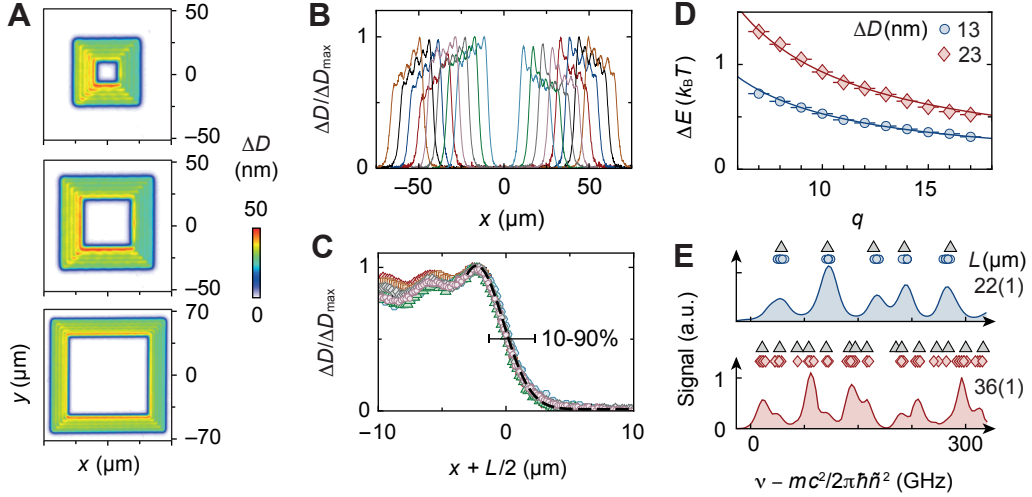 A
50
0
−50
50
0
−50
70
0
−70
y (µm)
x (µm)
ΔD
(nm)
50
0
B
1
0
ΔD/ΔDmax
−50 0 50
x (µm)
C
1
0
ΔD/ΔDmax
10-90%
−10 0 10
x + L/2 (µm)
D
ΔD(nm) 13
23
1
0
ΔE (kBT)
10 15
q
E
L(µm)
22(1)
36(1)
1
0
Signal (a.u.)
0 300
ν − mc²/2πħñ² (GHz)